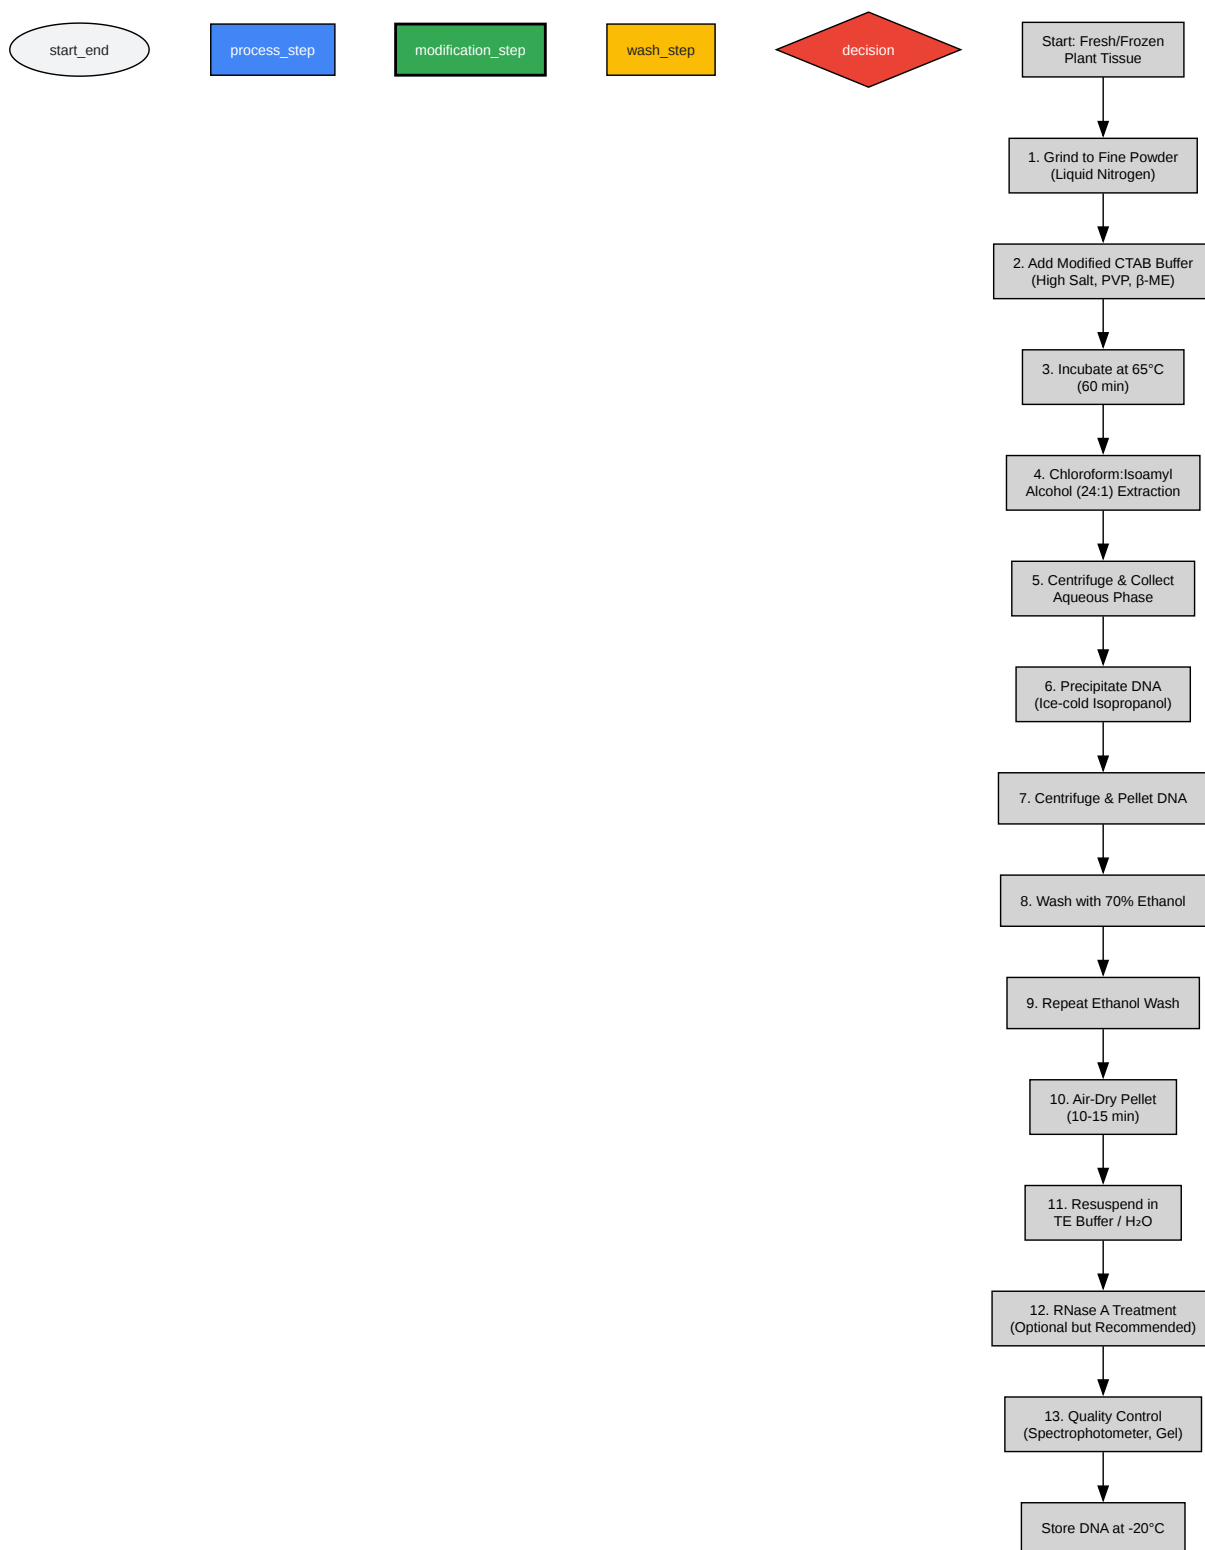 start_end
process_step
modification_step
wash_step
decision
Start: Fresh/Frozen
Plant Tissue
1. Grind to Fine Powder
(Liquid Nitrogen)
2. Add Modified CTAB Buffer
(High Salt, PVP, β-ME)
3. Incubate at 65°C
(60 min)
4. Chloroform:Isoamyl
Alcohol (24:1) Extraction
5. Centrifuge & Collect
Aqueous Phase
6. Precipitate DNA
(Ice-cold Isopropanol)
7. Centrifuge & Pellet DNA
8. Wash with 70% Ethanol
9. Repeat Ethanol Wash
10. Air-Dry Pellet
(10-15 min)
11. Resuspend in
TE Buffer / H₂O
12. RNase A Treatment
(Optional but Recommended)
13. Quality Control
(Spectrophotometer, Gel)
Store DNA at -20°C